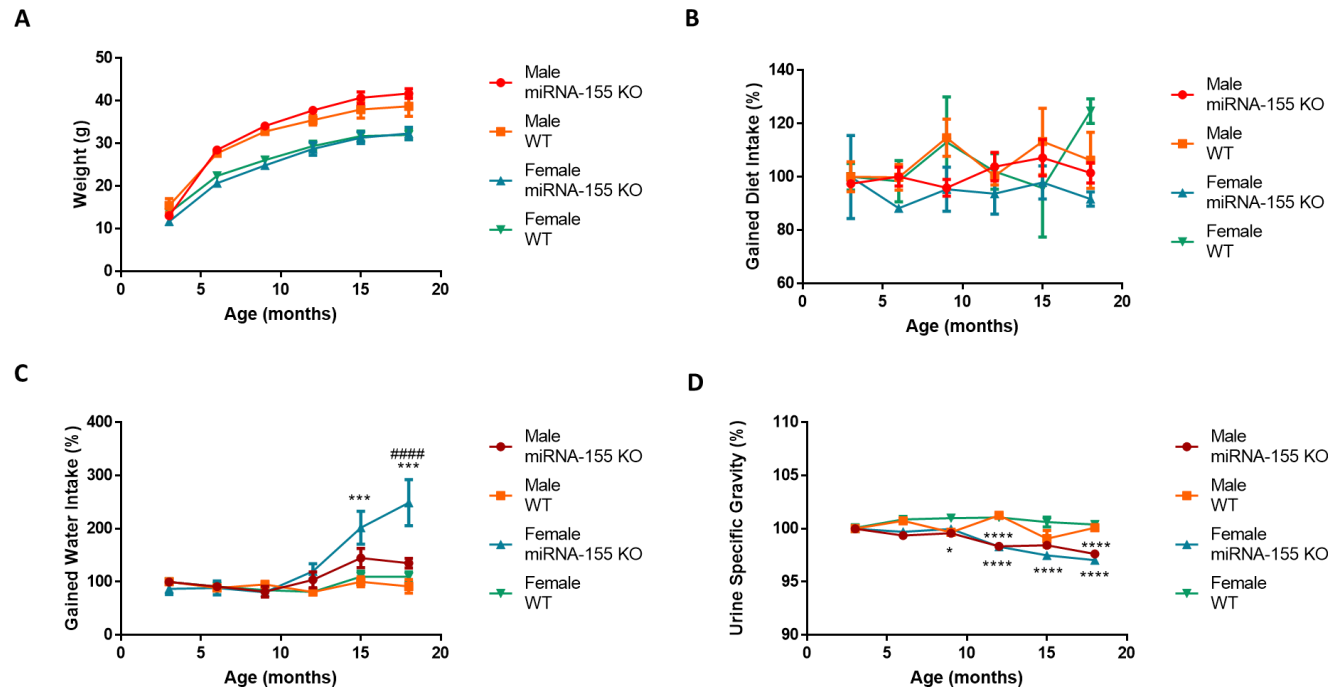 A
Weight (g)
50
40
30
20
10
0
0 5 10 15 20
Age (months)
Male
miRNA-155 KO
Male
WT
Female
miRNA-155 KO
Female
WT
B
Gained Diet Intake (%)
140
120
100
80
60
0 5 10 15 20
Age (months)
Male
miRNA-155 KO
Male
WT
Female
miRNA-155 KO
Female
WT
C
Gained Water Intake (%)
400
300
200
100
0
####
***
***
0 5 10 15 20
Age (months)
Male
miRNA-155 KO
Male
WT
Female
miRNA-155 KO
Female
WT
D
Urine Specific Gravity (%)
110
105
100
95
90
*
****
****
****
****
****
0 5 10 15 20
Age (months)
Male
miRNA-155 KO
Male
WT
Female
miRNA-155 KO
Female
WT